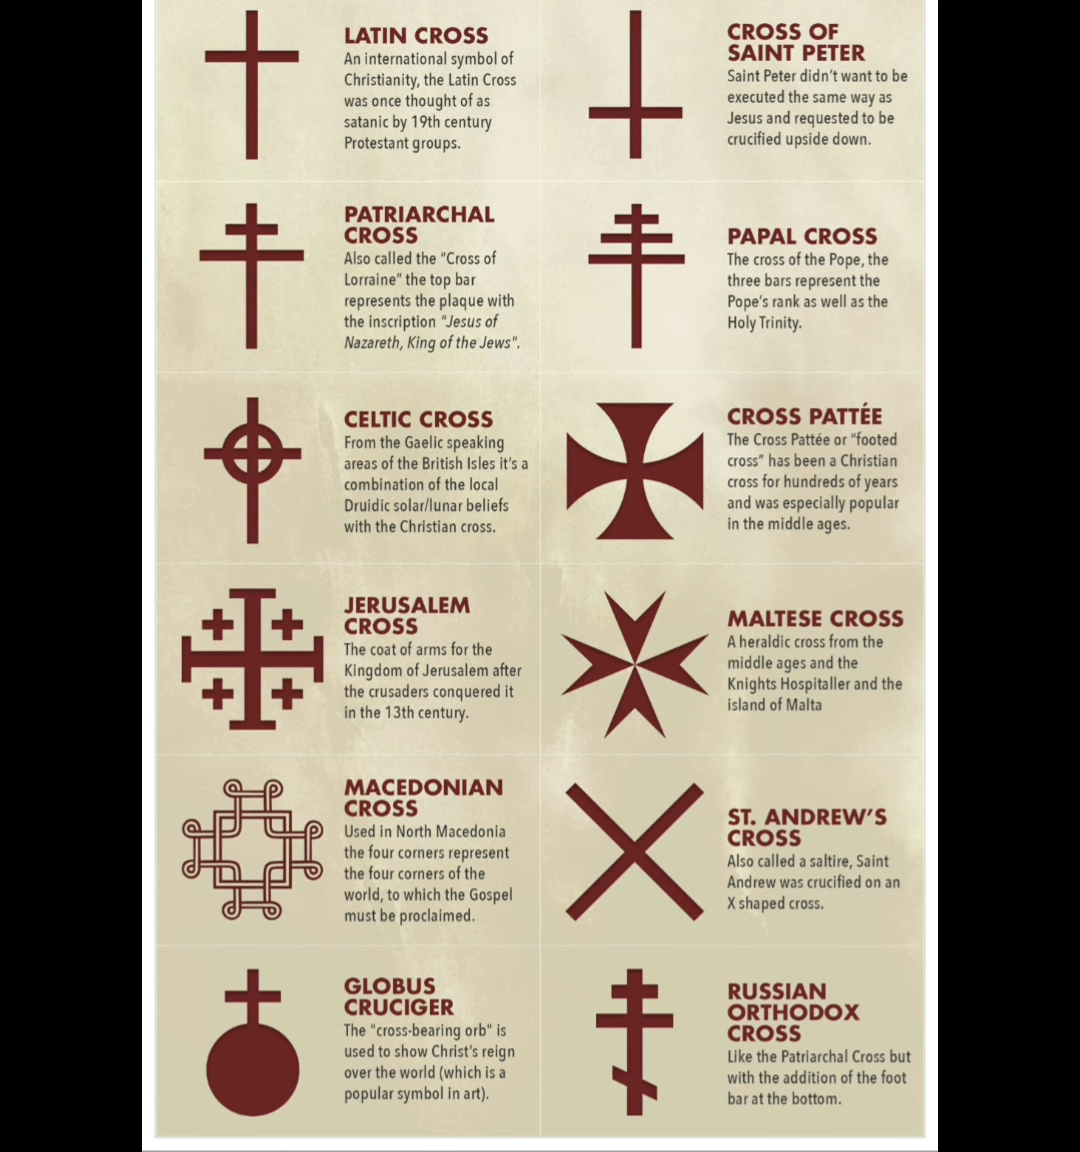 LATIN CROSS
An international symbol of
Christianity, the Latin Cross
was once thought of as
satanic by 19th century
Protestant groups.
CROSS OF
SAINT PETER
Saint Peter didn't want to be
executed the same way as
Jesus and requested to be
crucified upside down.
PATRIARCHAL
CROSS
Also called the "Cross of
Lorraine" the top bar
represents the plaque with
the inscription "Jesus of
Nazareth, King of the Jews".
PAPAL CROSS
The cross of the Pope, the
three bars represent the
Pope's rank as well as the
Holy Trinity.
CELTIC CROSS
From the Gaelic speaking
areas of the British Isles it's a
combination of the local
Druidic solar/lunar beliefs
with the Christian cross.
CROSS PATTÉE
The Cross Pattée or "footed
cross" has been a Christian
cross for hundreds of years
and was especially popular
in the middle ages.
JERUSALEM
CROSS
The coat of arms for the
Kingdom of Jerusalem after
the crusaders conquered it
in the 13th century.
MALTESE CROSS
A heraldic cross from the
middle ages and the
Knights Hospitaller and the
island of Malta
MACEDONIAN
CROSS
Used in North Macedonia
the four corners represent
the four corners of the
world, to which the Gospel
must be proclaimed.
ST. ANDREW'S
CROSS
Also called a saltire, Saint
Andrew was crucified on an
X shaped cross.
GLOBUS
CRUCIGER
The "cross-bearing orb" is
used to show Christ's reign
over the world (which is a
popular symbol in art).
RUSSIAN
ORTHODOX
CROSS
Like the Patriarchal Cross but
with the addition of the foot
bar at the bottom.